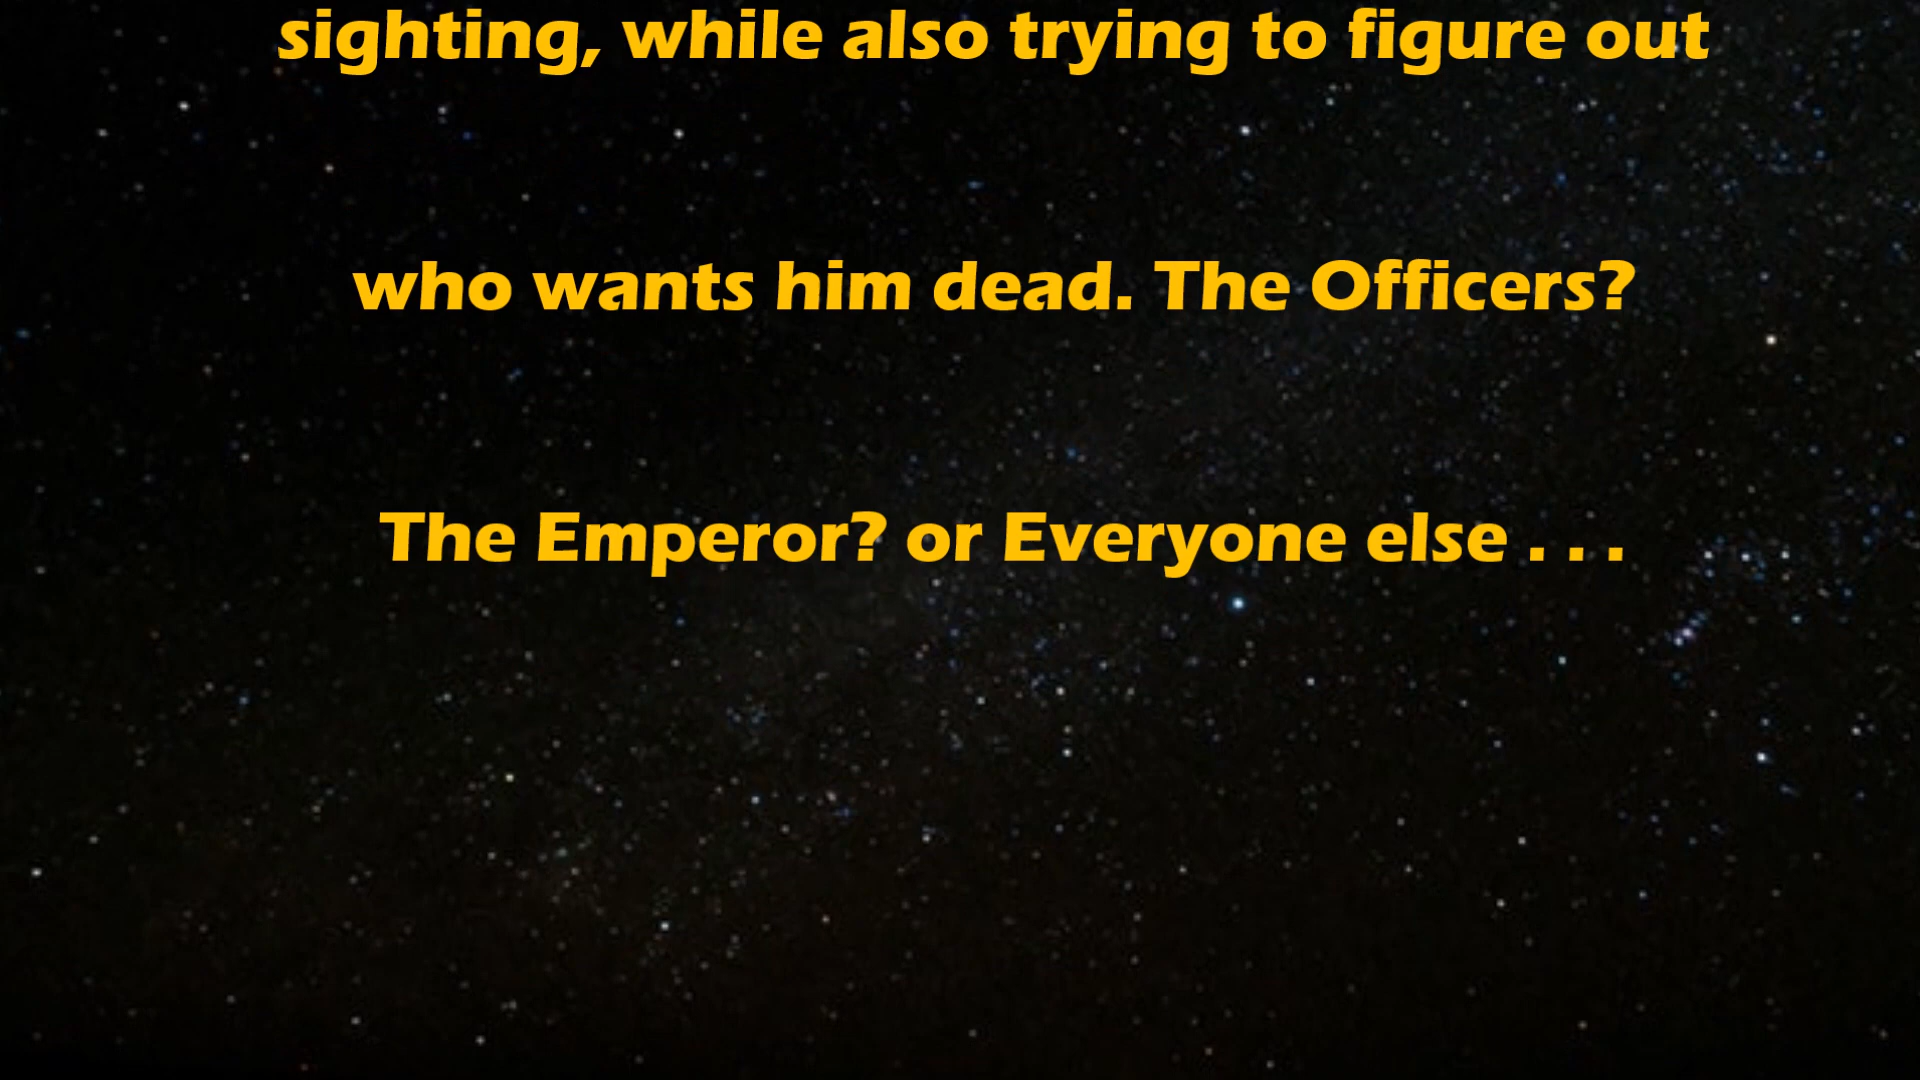 sighting, while also trying to figure out
who wants him dead. The Officers?
The Emperor? or Everyone else . . .